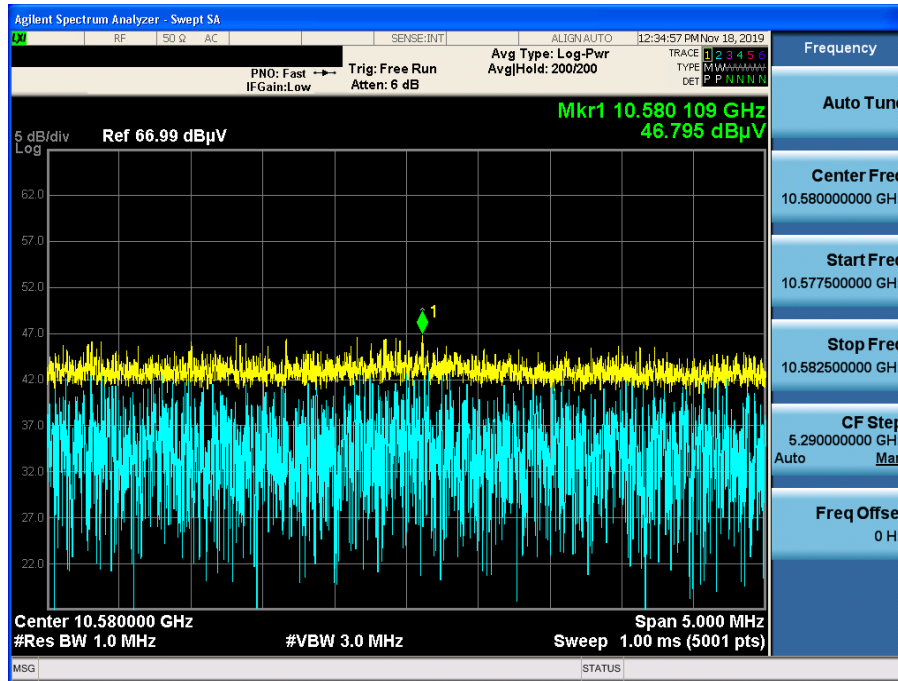 Agilent Spectrum Analyzer - Swept SA
LXI RF 50 Ω AC SENSE:INT ALIGN AUTO 12:34:57 PM Nov 18, 2019
PNO: Fast Trig: Free Run Avg Type: Log-Pwr TRACE 1 2 3 4 5 6
IFGain:Low Atten: 6 dB Avg|Hold: 200/200 TYPE MWWWWW
DET P P N N N N
Mkr1 10.580 109 GHz
46.795 dBµV
5 dB/div Ref 66.99 dBµV
Log
62.0
57.0
52.0
1
47.0
42.0
37.0
32.0
27.0
22.0
Center 10.580000 GHz Span 5.000 MHz
#Res BW 1.0 MHz #VBW 3.0 MHz Sweep 1.00 ms (5001 pts)
MSG STATUS
Frequency
Auto Tune
Center Freq
10.580000000 GH
Start Freq
10.577500000 GH
Stop Freq
10.582500000 GH
CF Step
5.290000000 GH
Auto Man
Freq Offse
0 H